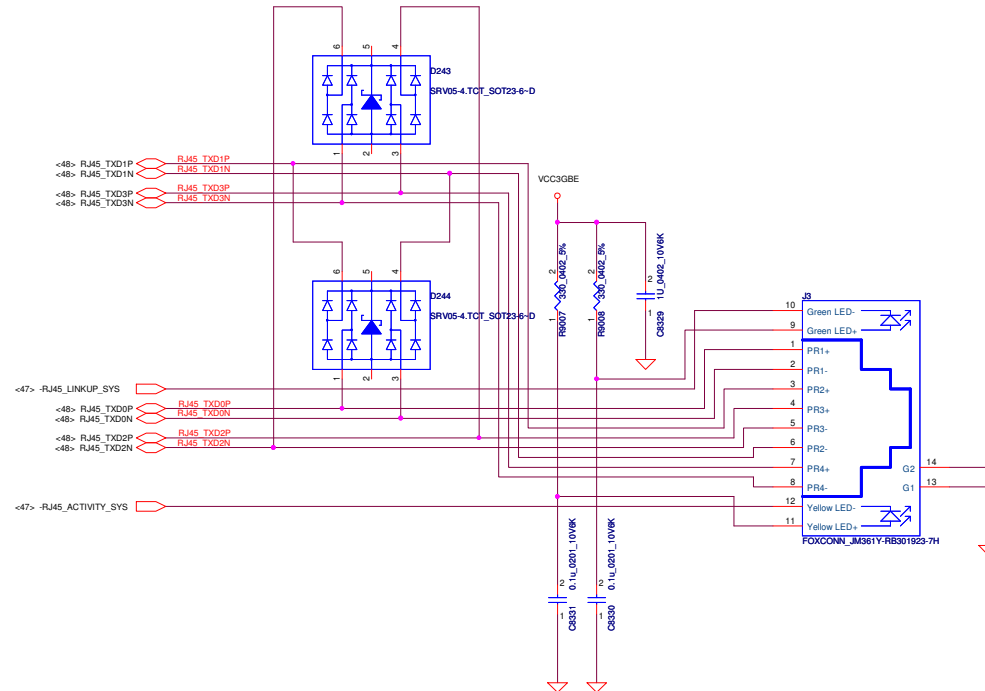 6 5 4
D243
SRV05-4.TCT_SOT23-6~D
1 2 3
<48> RJ45_TXD1P RJ45_TXD1P
<48> RJ45_TXD1N RJ45_TXD1N
<48> RJ45_TXD3P RJ45_TXD3P
<48> RJ45_TXD3N RJ45_TXD3N
6 5 4
D244
SRV05-4.TCT_SOT23-6~D
1 2 3
<47> -RJ45_LINKUP_SYS
<48> RJ45_TXD0P RJ45_TXD0P
<48> RJ45_TXD0N RJ45_TXD0N
<48> RJ45_TXD2P RJ45_TXD2P
<48> RJ45_TXD2N RJ45_TXD2N
<47> -RJ45_ACTIVITY_SYS
VCC3GBE
2 330_0402_5%
1 R9007
2 330_0402_5%
1 R9008
2 1U_0402_10V6K
1 C8329
2 0.1u_0201_10V6K
1 C8331
2 0.1u_0201_10V6K
1 C8330
J3
10 Green LED-
9 Green LED+
1 PR1+
2 PR1-
3 PR2+
4 PR3+
5 PR3-
6 PR2-
7 PR4+
8 PR4-
12 Yellow LED-
11 Yellow LED+
G2 14
G1 13
FOXCONN_JM361Y-RB301923-7H